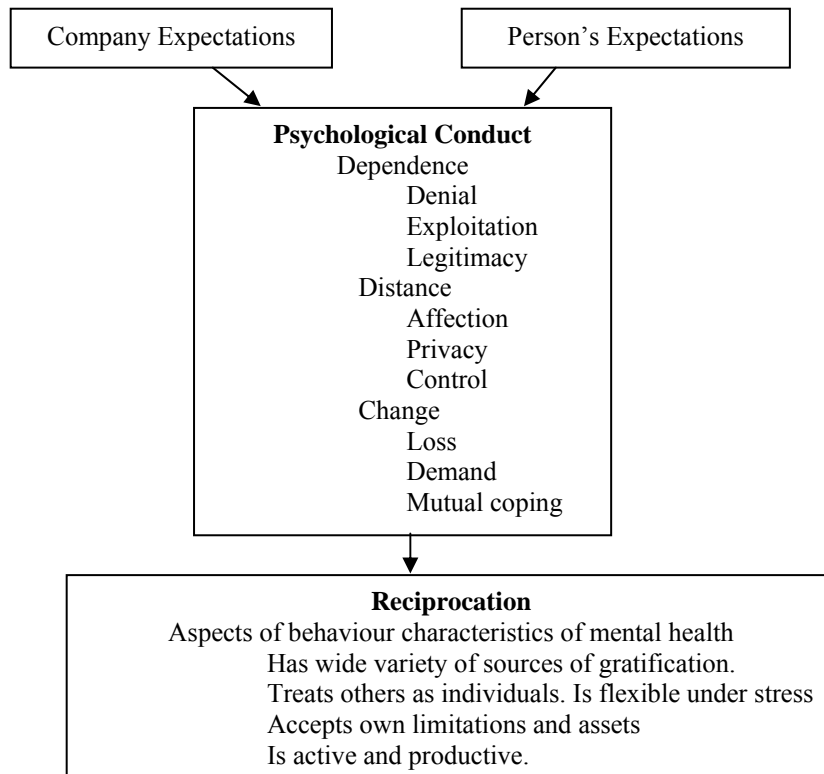 Company Expectations
Person’s Expectations
Psychological Conduct
Dependence
Denial
Exploitation
Legitimacy
Distance
Affection
Privacy
Control
Change
Loss
Demand
Mutual coping
Reciprocation
Aspects of behaviour characteristics of mental health
Has wide variety of sources of gratification.
Treats others as individuals. Is flexible under stress
Accepts own limitations and assets
Is active and productive.